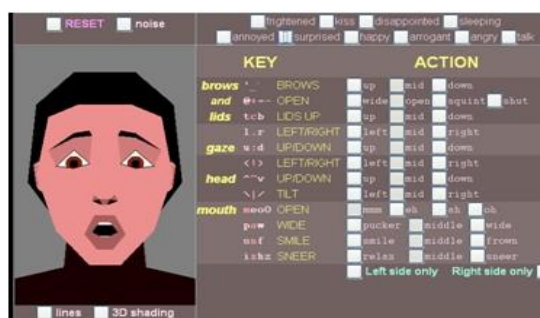 RESET noise
frightened kiss disappointed sleeping
annoyed surprised happy arrogant angry talk
KEY ACTION
brows '_ BROWS up mid down
and @+-- OPEN wide open squint shut
lids tcb LIDS UP up mid down
l.r LEFT/RIGHT left mid right
gaze u:d UP/DOWN up mid down
<!> LEFT/RIGHT left mid right
head ^~v UP/DOWN up mid down
\|/ TILT left mid right
mouth meoO OPEN mmm eh ah oh
paw WIDE pucker middle wide
SMILE smile middle frown
SNEER relax middle sneer
Left side only Right side only
lines 3D shading